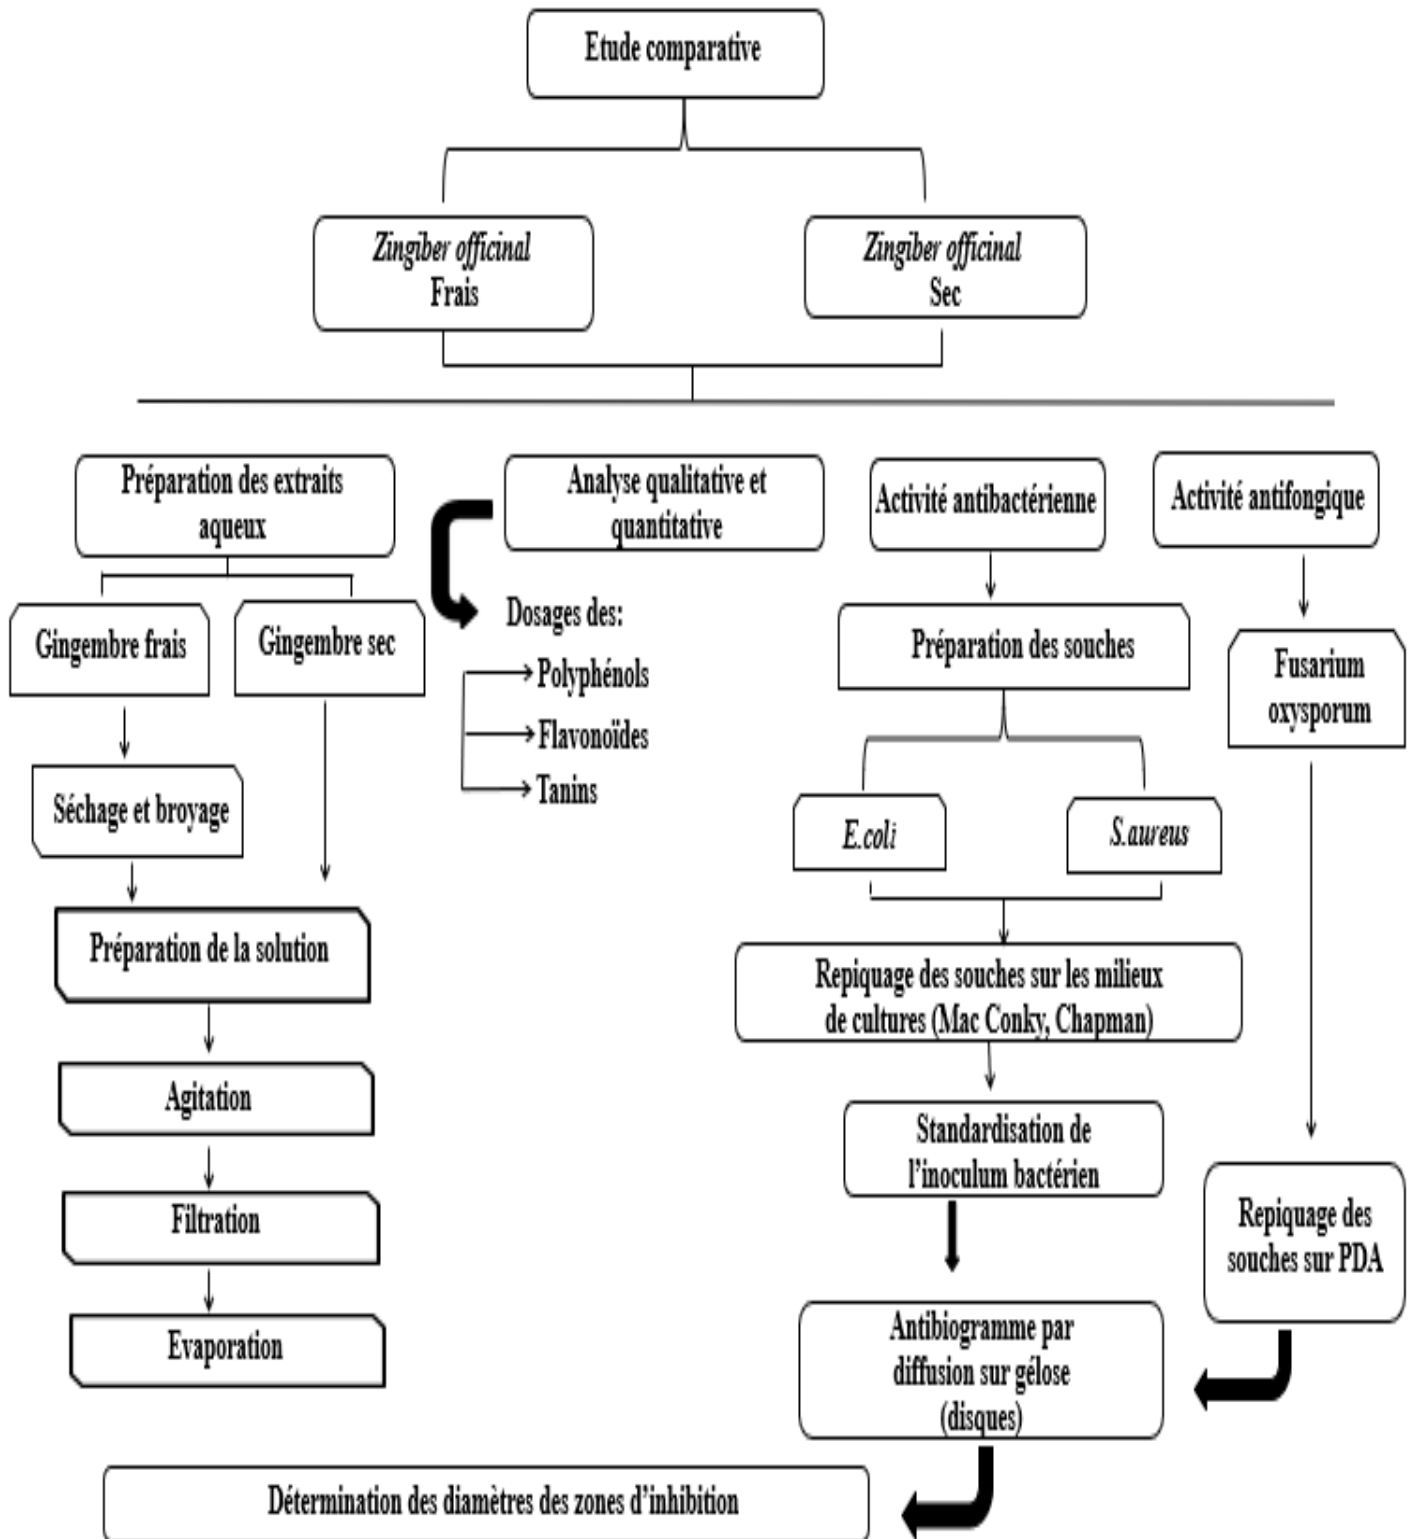 Etude comparative
Zingiber officinal
Frais
Zingiber officinal
Sec
Préparation des extraits
aqueux
Analyse qualitative et
quantitative
Activité antibactérienne
Activité antifongique
Gingembre frais
Gingembre sec
Dosages des:
Polyphénols
Flavonoïdes
Tanins
Préparation des souches
Fusarium
oxysporum
Séchage et broyage
E.coli
S.aureus
Préparation de la solution
Repiquage des souches sur les milieux
de cultures (Mac Conky, Chapman)
Agitation
Standardisation de
l’inoculum bactérien
Filtration
Repiquage des
souches sur PDA
Evaporation
Antibiogramme par
diffusion sur gélose
(disques)
Détermination des diamètres des zones d’inhibition